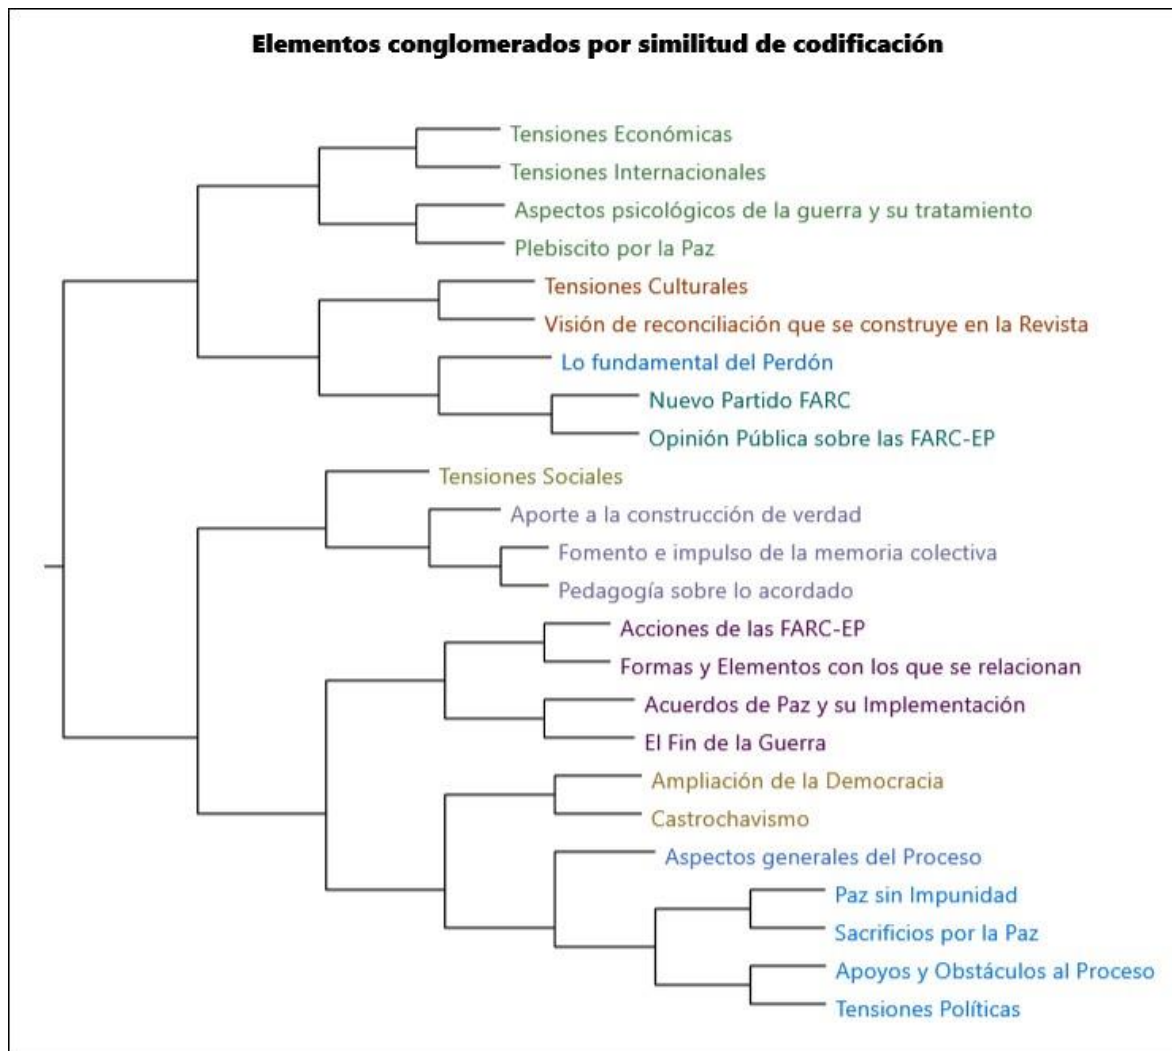 Elementos conglomerados por similitud de codificación
Tensiones Económicas
Tensiones Internacionales
Aspectos psicológicos de la guerra y su tratamiento
Plebiscito por la Paz
Tensiones Culturales
Visión de reconciliación que se construye en la Revista
Lo fundamental del Perdón
Nuevo Partido FARC
Opinión Pública sobre las FARC-EP
Tensiones Sociales
Aporte a la construcción de verdad
Fomento e impulso de la memoria colectiva
Pedagogía sobre lo acordado
Acciones de las FARC-EP
Formas y Elementos con los que se relacionan
Acuerdos de Paz y su Implementación
El Fin de la Guerra
Ampliación de la Democracia
Castrochavismo
Aspectos generales del Proceso
Paz sin Impunidad
Sacrificios por la Paz
Apoyos y Obstáculos al Proceso
Tensiones Políticas